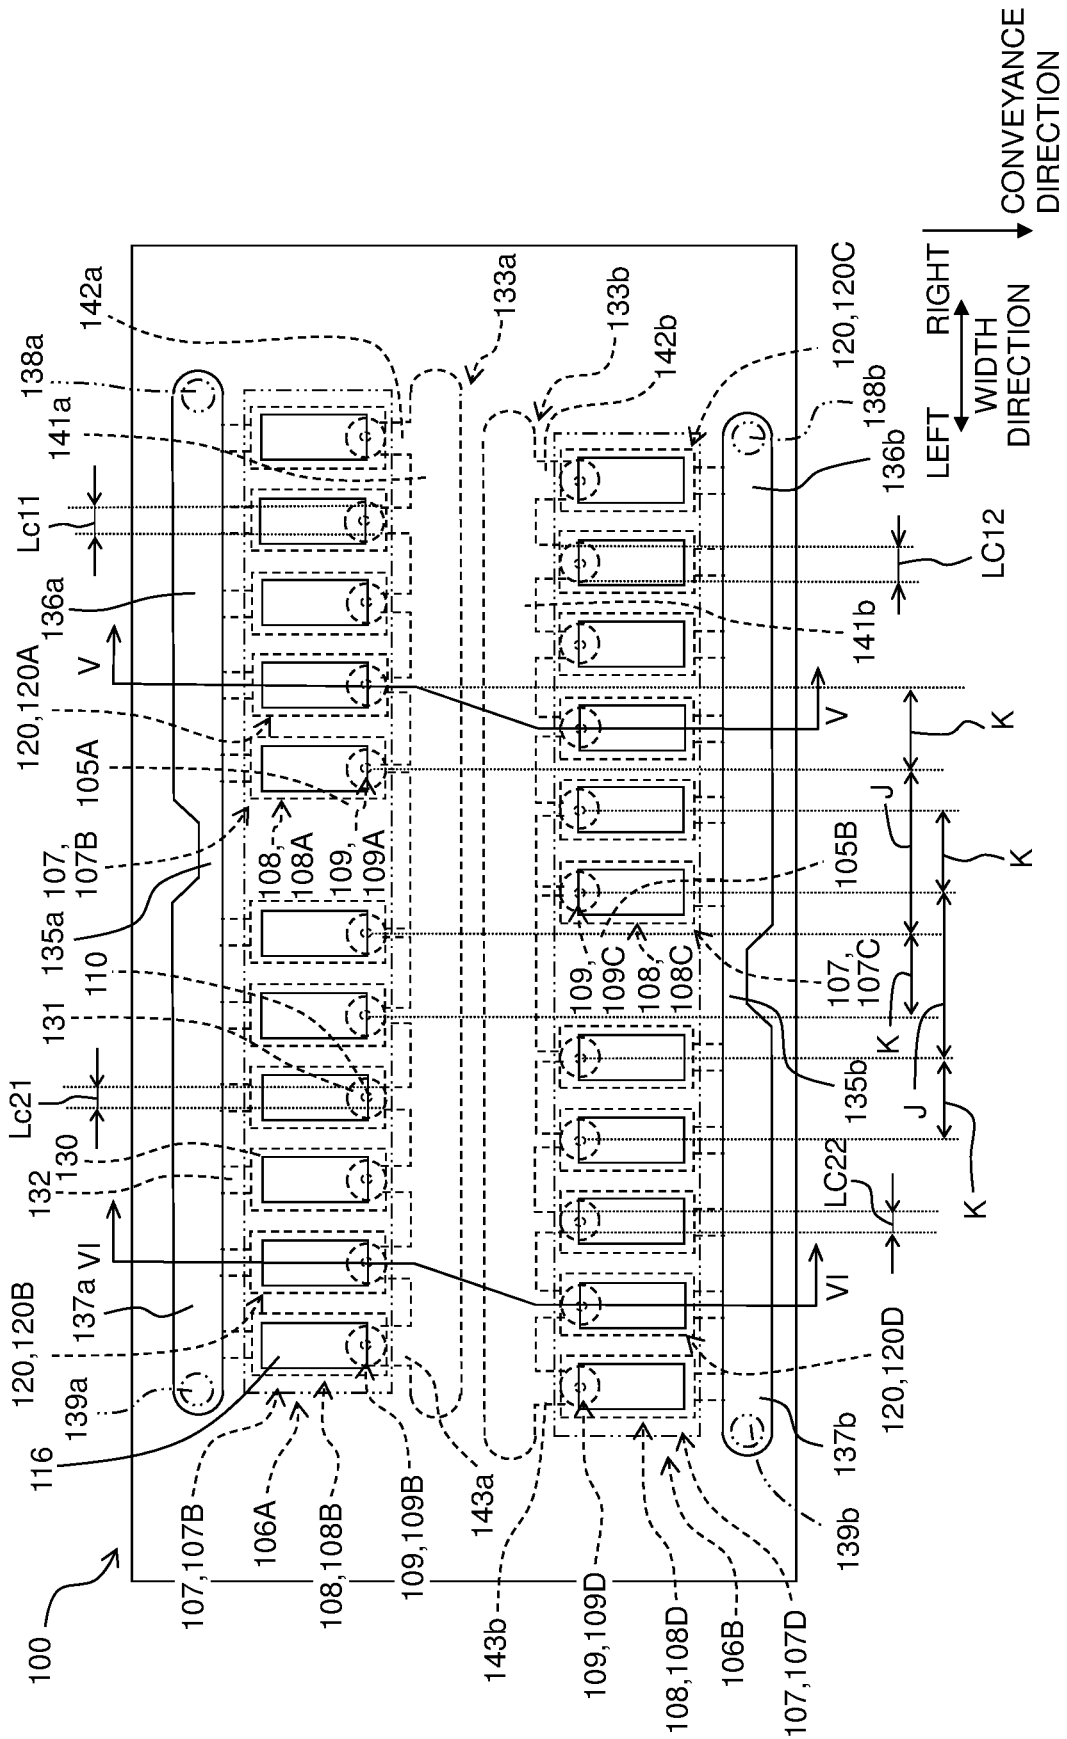 100
116
139a
120,120B
137a
VI
132
130
Lc21
131
110
135a
107,
107B
105A
120,120A
V
136a
Lc11
141a
138a
142a
108,
108A
109,
109A
133a
133b
142b
120,120C
138b
136b
LC12
141b
V
K
J
K
105B
109,
109C
108,
108C
107,
107C
K
135b
J
K
LC22
VI
120,120D
137b
139b
107,107B
106A
108,108B
109,109B
143a
143b
109,109D
108,108D
106B
107,107D
LEFT
RIGHT
WIDTH
DIRECTION
CONVEYANCE
DIRECTION